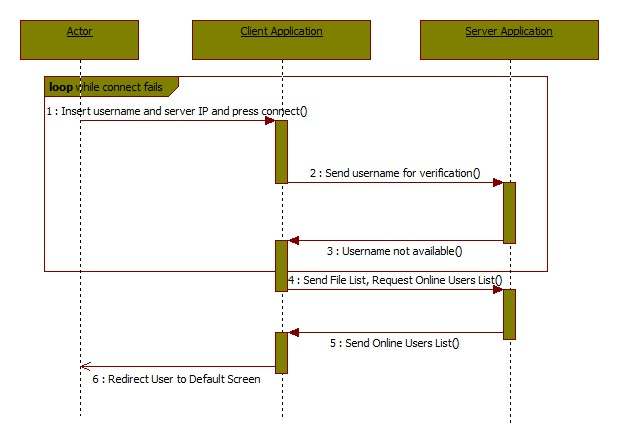 Actor
Client Application
Server Application
loop while connect fails
1 : Insert username and server IP and press connect()
2 : Send username for verification()
3 : Username not available()
4 : Send File List, Request Online Users List()
5 : Send Online Users List()
6 : Redirect User to Default Screen